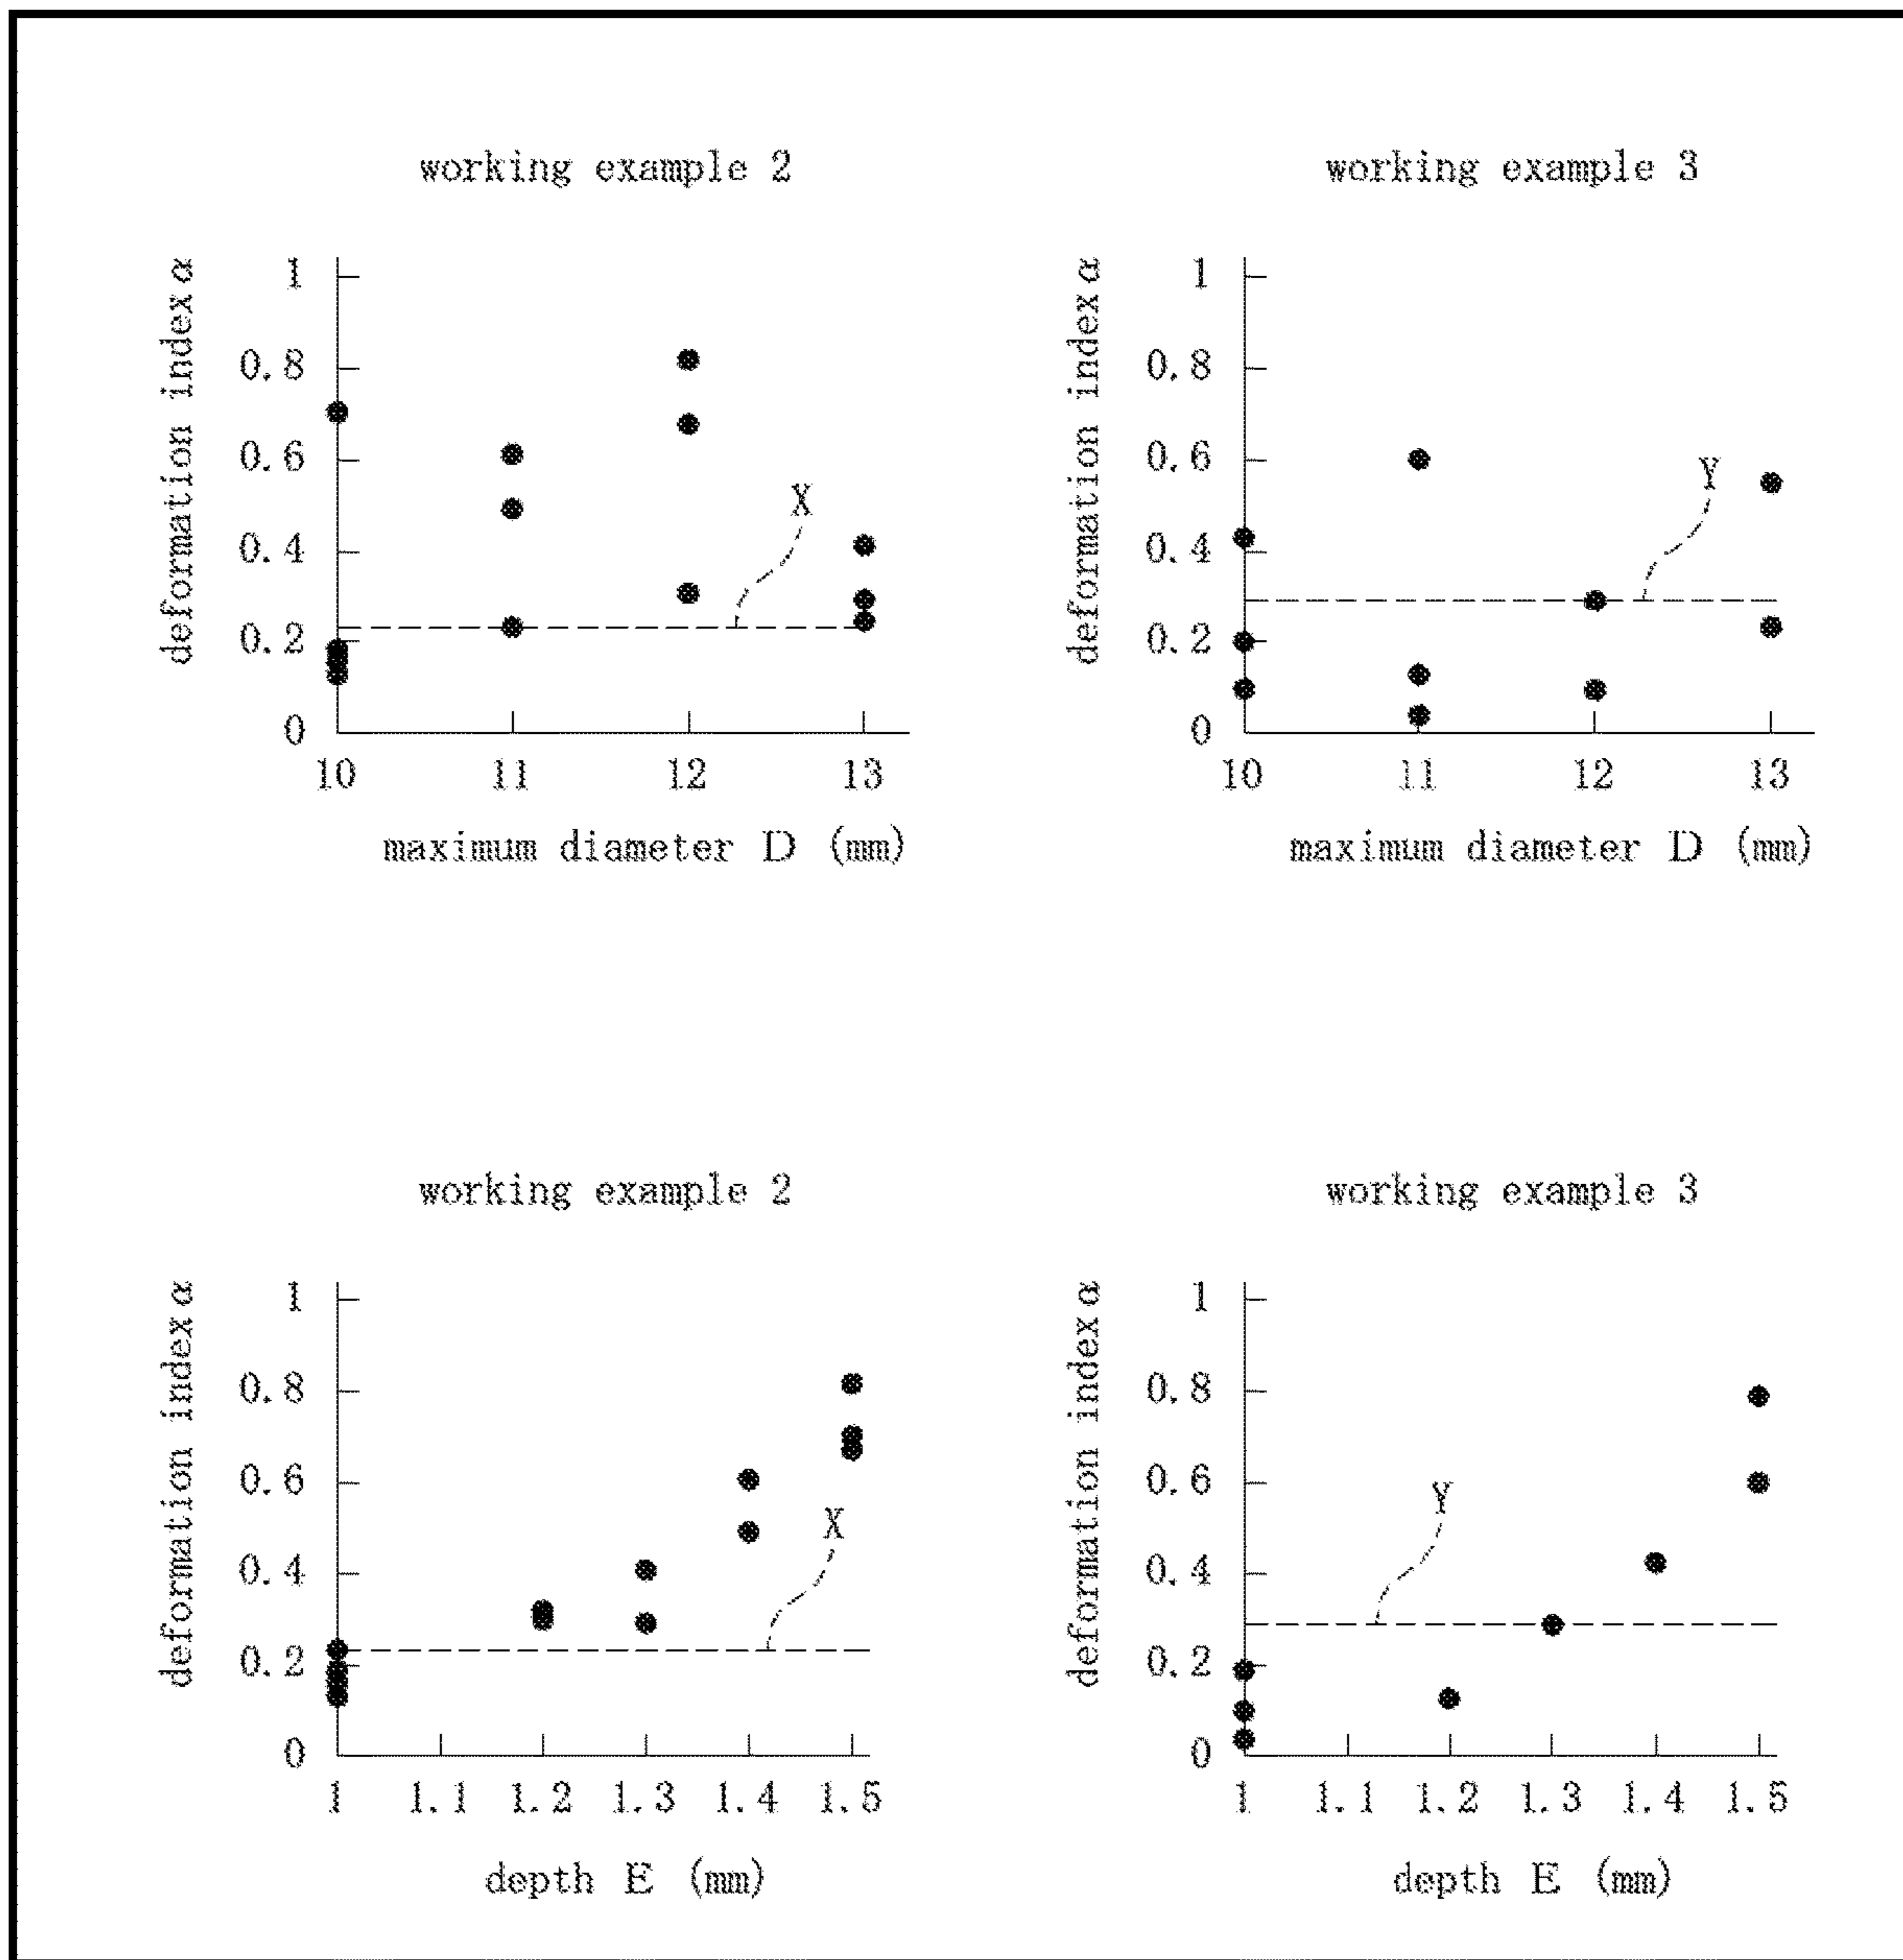 working example 2
working example 3
deformation index α
1
0.8
0.6
0.4
0.2
0
X
10 11 12 13
maximum diameter D (mm)
deformation index α
1
0.8
0.6
0.4
0.2
0
Y
10 11 12 13
maximum diameter D (mm)
working example 2
working example 3
deformation index α
1
0.8
0.6
0.4
0.2
0
X
1 1.1 1.2 1.3 1.4 1.5
depth E (mm)
deformation index α
1
0.8
0.6
0.4
0.2
0
Y
1 1.1 1.2 1.3 1.4 1.5
depth E (mm)